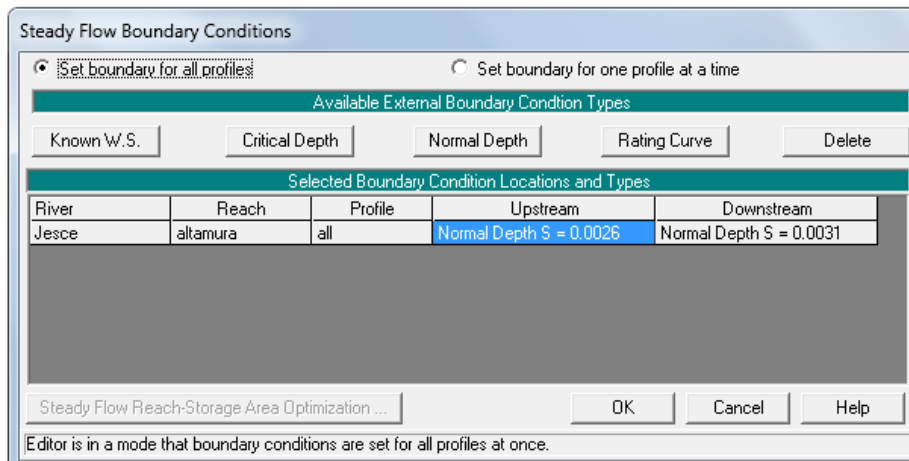 Steady Flow Boundary Conditions
Set boundary for all profiles Set boundary for one profile at a time
Available External Boundary Condtion Types
Known W.S. Critical Depth Normal Depth Rating Curve Delete
Selected Boundary Condition Locations and Types
River Reach Profile Upstream Downstream
Jesce altamura all Normal Depth S = 0.0026 Normal Depth S = 0.0031
Steady Flow Reach-Storage Area Optimization ... OK Cancel Help
Editor is in a mode that boundary conditions are set for all profiles at once.